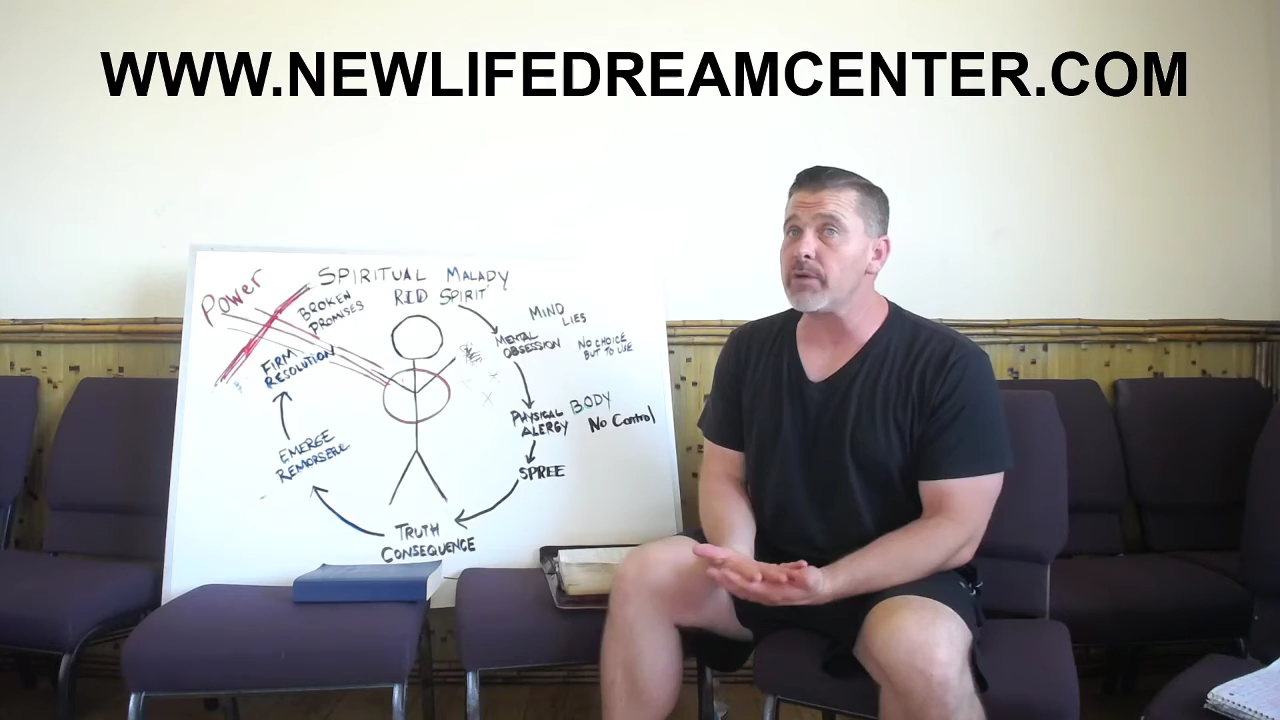 WWW.NEWLIFEDREAMCENTER.COM
Power
SPIRITUAL MALADY
RID SPIRIT
BROKEN
PROMISES
MIND
LIES
MENTAL
OBSESSION
NO CHOICE
BUT TO USE
FIRM
RESOLUTION
PHYSICAL
ALERGY
BODY
No Control
EMERGE
REMORSEFUL
SPREE
TRUTH
CONSEQUENCE